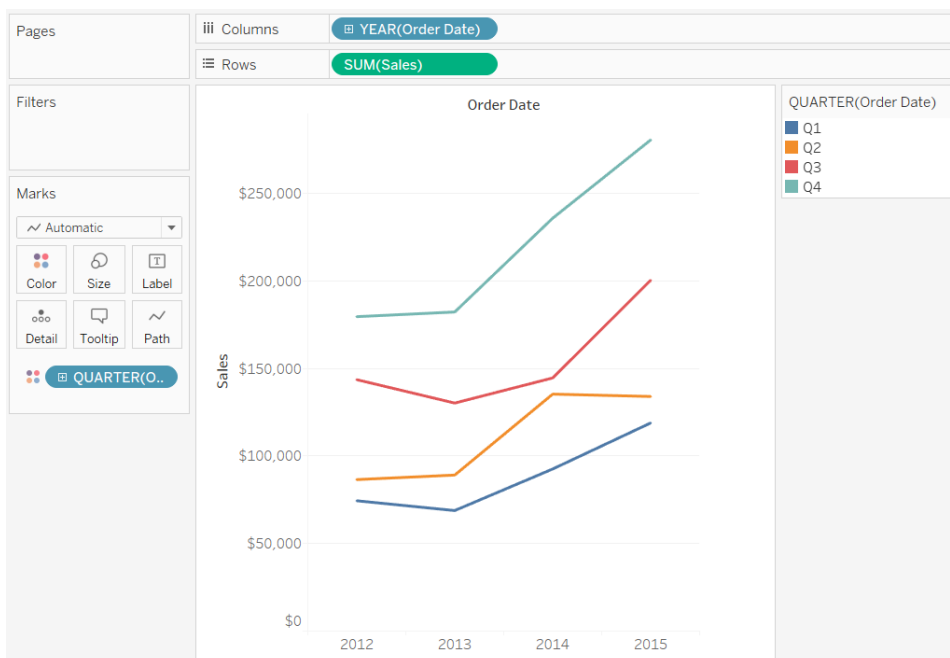 Pages
Columns
YEAR(Order Date)
Rows
SUM(Sales)
Filters
Marks
Automatic
Color
Size
Label
Detail
Tooltip
Path
QUARTER(O..
Order Date
Sales
$250,000
$200,000
$150,000
$100,000
$50,000
$0
2012
2013
2014
2015
QUARTER(Order Date)
Q1
Q2
Q3
Q4